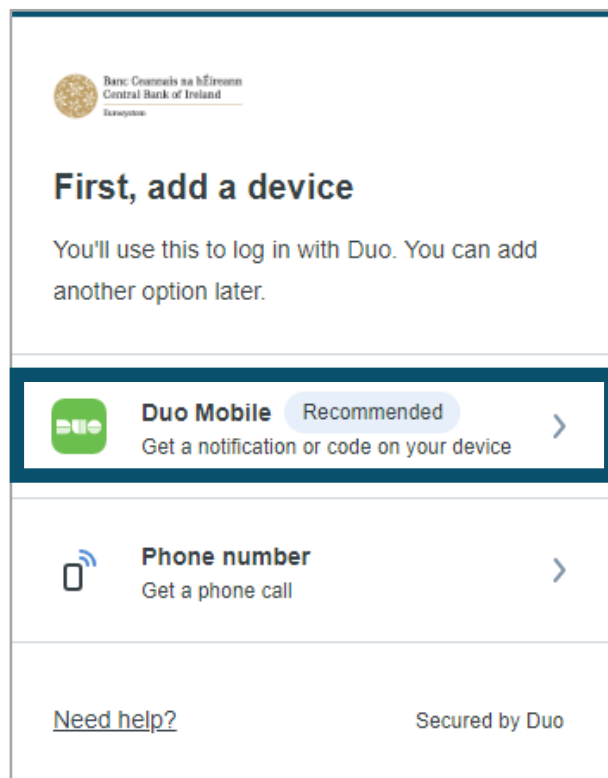 Banc Ceannais na hÉireann
Central Bank of Ireland
Eurosystem
First, add a device
You'll use this to log in with Duo. You can add
another option later.
DUO
Duo Mobile Recommended
Get a notification or code on your device
Phone number
Get a phone call
Need help? Secured by Duo